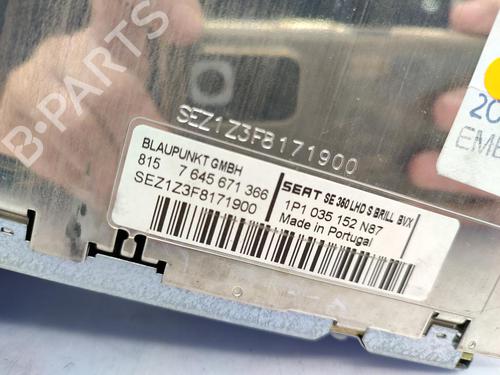 B-PARTS
SEZ1Z3F8171900
BLAUPUNKT GMBH
815 7 645 671 366
SEZ1Z3F8171900
SEAT SE 360 LHD S BRILL BVX
1P1 035 152 N87
Made in Portugal
20
EME